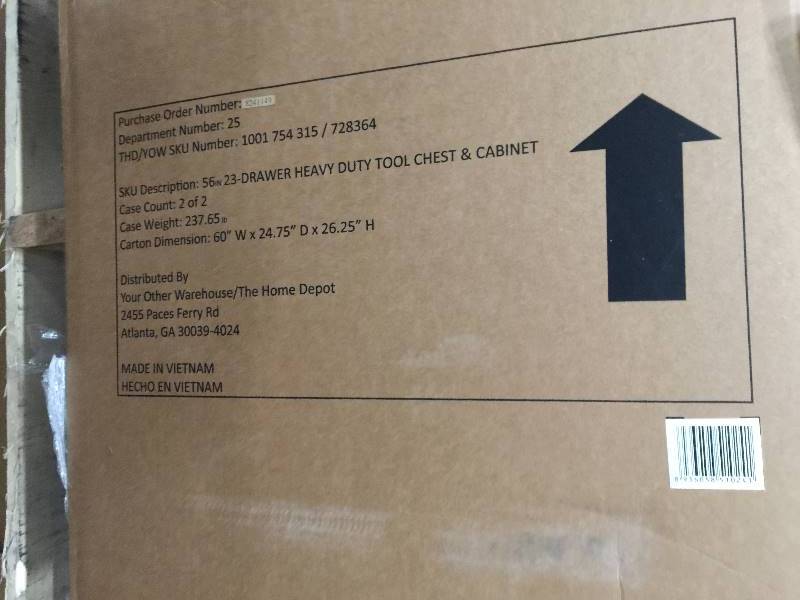 Purchase Order Number:
Department Number: 25
THD/YOW SKU Number: 1001 754 315 / 728364
SKU Description: 56IN 23-DRAWER HEAVY DUTY TOOL CHEST & CABINET
Case Count: 2 of 2
Case Weight: 237.65 lb
Carton Dimension: 60" W x 24.75" D x 26.25" H
Distributed By
Your Other Warehouse/The Home Depot
2455 Paces Ferry Rd
Atlanta, GA 30039-4024
MADE IN VIETNAM
HECHO EN VIETNAM